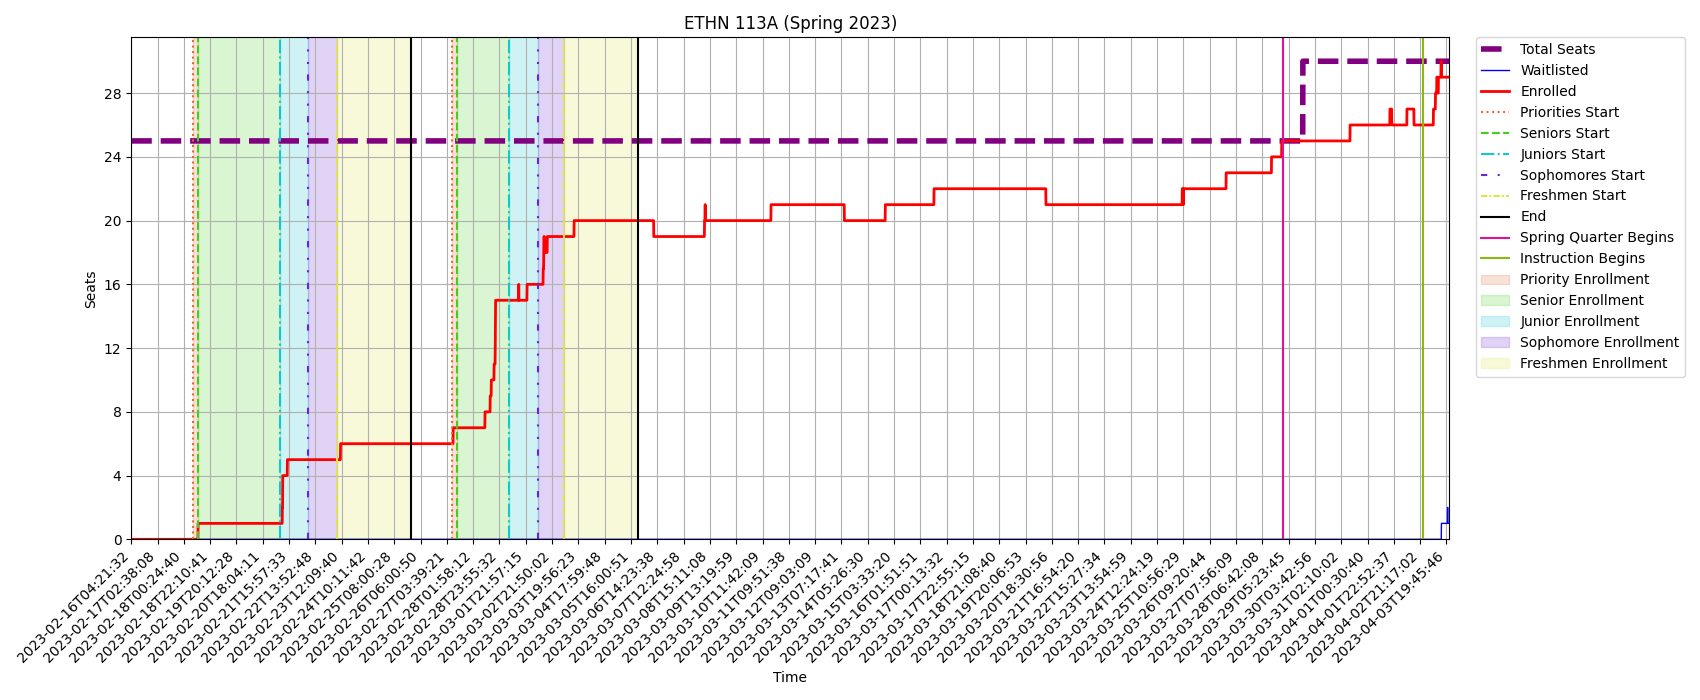 ETHN 113A (Spring 2023)
Seats
28
24
20
16
12
8
4
0
2023-02-16T04:21:32
2023-02-17T02:38:08
2023-02-18T00:24:40
2023-02-18T22:10:41
2023-02-19T20:12:28
2023-02-20T18:04:11
2023-02-21T15:57:33
2023-02-22T13:52:48
2023-02-23T12:09:40
2023-02-24T10:11:42
2023-02-25T08:00:28
2023-02-26T06:00:50
2023-02-27T03:39:21
2023-02-28T01:58:12
2023-02-28T23:55:32
2023-03-01T21:57:15
2023-03-02T21:50:02
2023-03-03T19:56:23
2023-03-04T17:59:48
2023-03-05T16:00:51
2023-03-06T14:23:38
2023-03-07T12:24:58
2023-03-08T15:11:08
2023-03-09T13:19:59
2023-03-10T11:42:09
2023-03-11T09:51:38
2023-03-12T09:03:09
2023-03-13T07:17:41
2023-03-14T05:26:30
2023-03-15T03:33:20
2023-03-16T01:51:51
2023-03-17T00:13:32
2023-03-17T22:55:15
2023-03-18T21:08:40
2023-03-19T20:06:53
2023-03-20T18:30:56
2023-03-21T16:54:20
2023-03-22T15:27:34
2023-03-23T13:54:59
2023-03-24T12:24:19
2023-03-25T10:56:29
2023-03-26T09:20:44
2023-03-27T07:56:09
2023-03-28T06:42:08
2023-03-29T05:23:45
2023-03-30T03:42:56
2023-03-31T02:10:02
2023-04-01T00:30:40
2023-04-01T22:52:37
2023-04-02T21:17:02
2023-04-03T19:45:46
Time
Total Seats
Waitlisted
Enrolled
Priorities Start
Seniors Start
Juniors Start
Sophomores Start
Freshmen Start
End
Spring Quarter Begins
Instruction Begins
Priority Enrollment
Senior Enrollment
Junior Enrollment
Sophomore Enrollment
Freshmen Enrollment